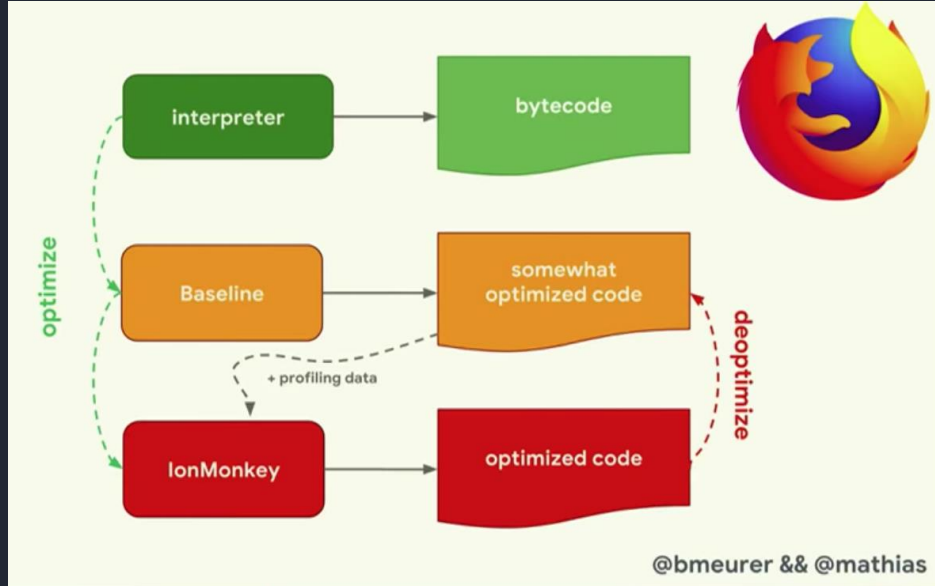 interpreter
bytecode
optimize
Baseline
somewhat
optimized code
deoptimize
+ profiling data
IonMonkey
optimized code
@bmeurer && @mathias